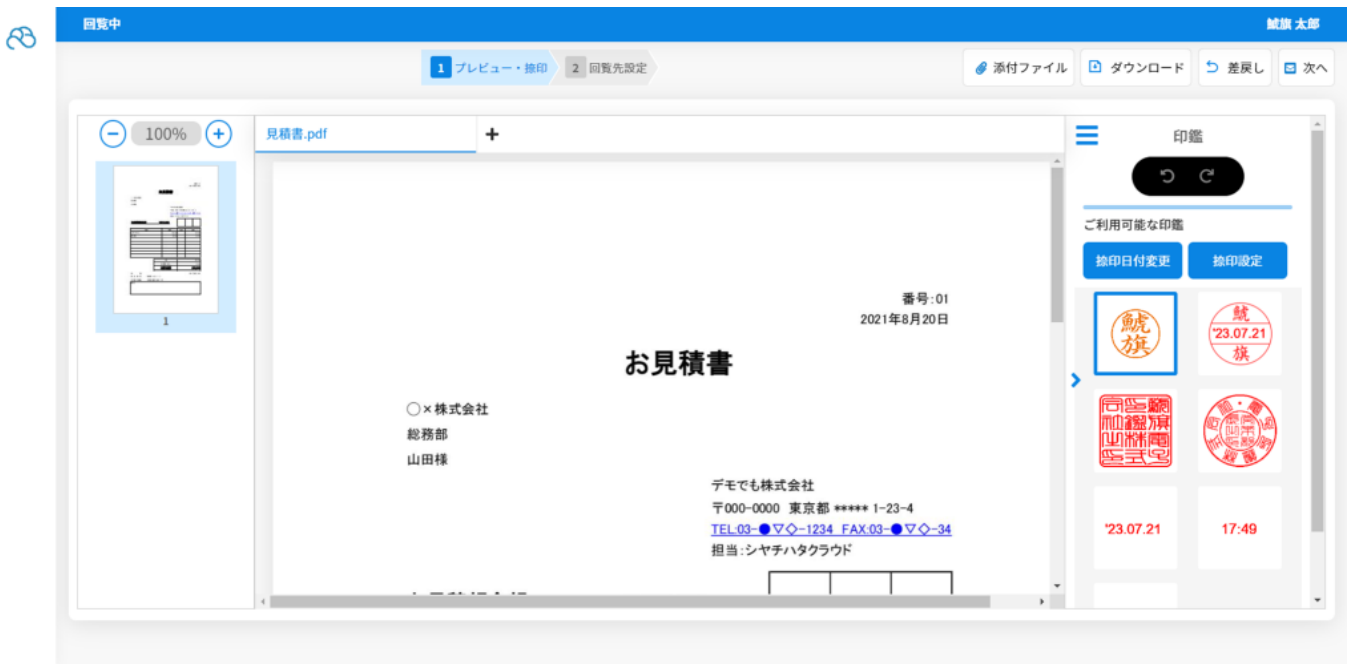 回覧中
鯱旗 太郎
1 プレビュー・捺印 2 回覧先設定
添付ファイル ダウンロード 差戻し 次へ
100%
見積書.pdf
1
番号:01
2021年8月20日
お見積書
○×株式会社
総務部
山田様
デモでも株式会社
〒000-0000 東京都 ***** 1-23-4
TEL:03-●▽◇-1234 FAX:03-●▽◇-34
担当:シヤチハタクラウド
印鑑
ご利用可能な印鑑
捺印日付変更 捺印設定
鯱旗
鯱
'23.07.21
旗
'23.07.21
17:49